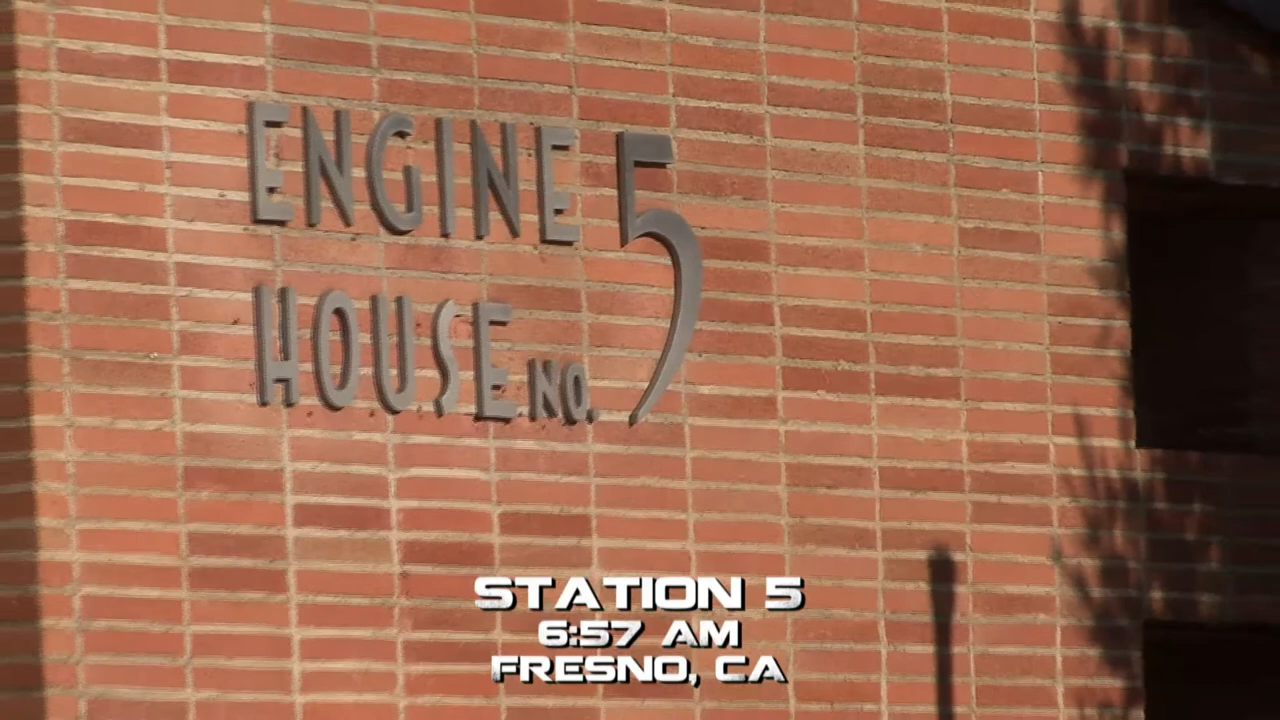 ENGINE 5
HOUSE NO.
STATION 5
6:57 AM
FRESNO, CA